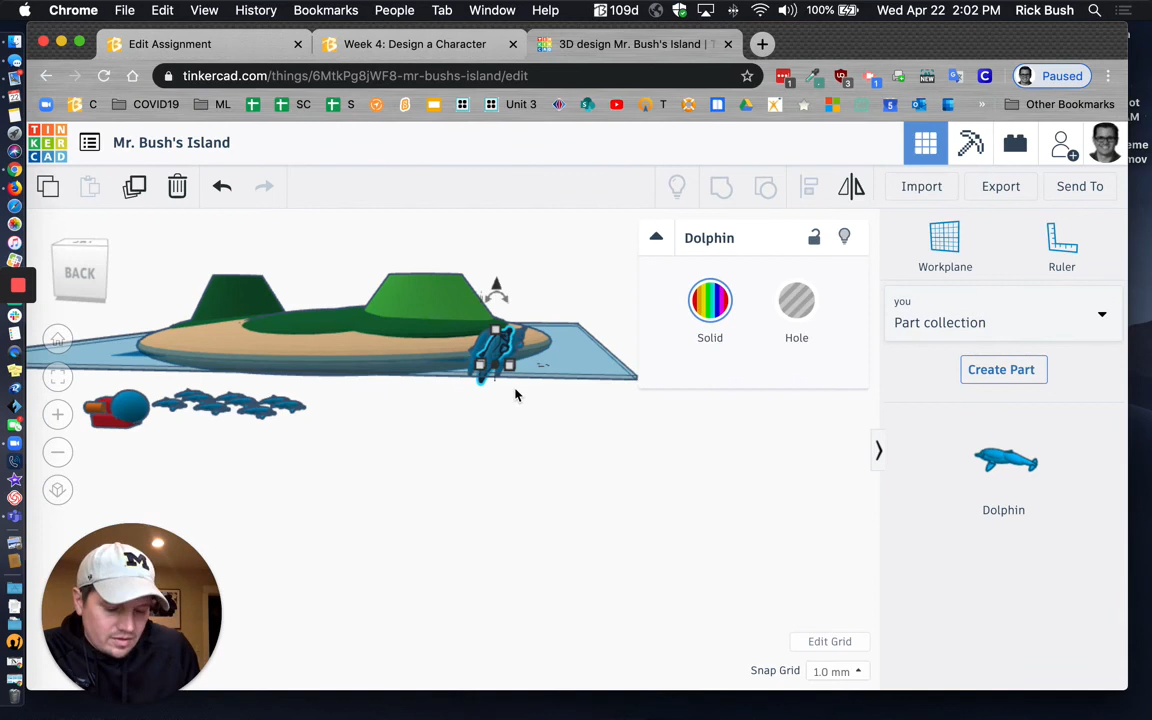 Chrome File Edit View History Bookmarks People Tab Window Help 109d 100% Wed Apr 22 2:02 PM Rick Bush
Edit Assignment Week 4: Design a Character 3D design Mr. Bush's Island | T
tinkercad.com/things/6MtkPg8jWF8-mr-bushs-island/edit Paused
C COVID19 ML SC S Unit 3 T » Other Bookmarks
TIN
KER
CAD
Mr. Bush's Island
Import Export Send To
BACK
Dolphin
Solid Hole
Workplane Ruler
you
Part collection
Create Part
Dolphin
Edit Grid
Snap Grid 1.0 mm
M